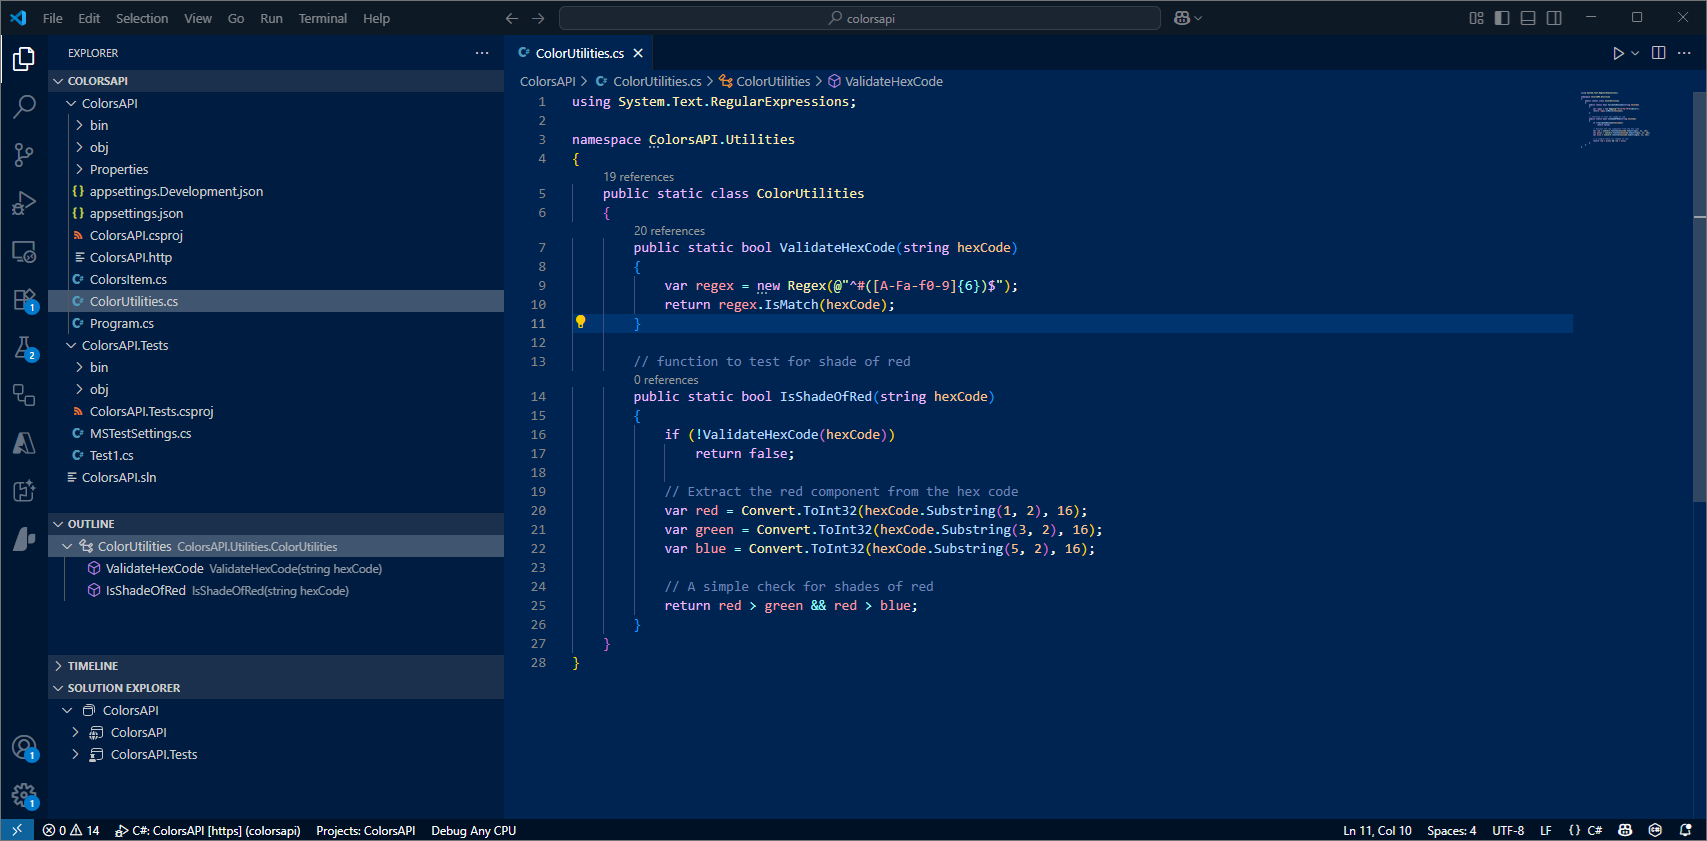 File Edit Selection View Go Run Terminal Help
colorsapi
EXPLORER
COLORSAPI
ColorsAPI
bin
obj
Properties
{} appsettings.Development.json
{} appsettings.json
ColorsAPI.csproj
ColorsAPI.http
C# ColorsItem.cs
C# ColorUtilities.cs
C# Program.cs
ColorsAPI.Tests
bin
obj
ColorsAPI.Tests.csproj
C# MSTestSettings.cs
C# Test1.cs
ColorsAPI.sln
OUTLINE
ColorUtilities ColorsAPI.Utilities.ColorUtilities
ValidateHexCode ValidateHexCode(string hexCode)
IsShadeOfRed IsShadeOfRed(string hexCode)
TIMELINE
SOLUTION EXPLORER
ColorsAPI
ColorsAPI
ColorsAPI.Tests
1
2
1
1
C# ColorUtilities.cs
ColorsAPI > C# ColorUtilities.cs > ColorUtilities > ValidateHexCode
1 using System.Text.RegularExpressions;
2
3 namespace ColorsAPI.Utilities
4 {
19 references
5 public static class ColorUtilities
6 {
20 references
7 public static bool ValidateHexCode(string hexCode)
8 {
9 var regex = new Regex(@"^#([A-Fa-f0-9]{6})$");
10 return regex.IsMatch(hexCode);
11 }
12
13 // function to test for shade of red
0 references
14 public static bool IsShadeOfRed(string hexCode)
15 {
16 if (!ValidateHexCode(hexCode))
17 return false;
18
19 // Extract the red component from the hex code
20 var red = Convert.ToInt32(hexCode.Substring(1, 2), 16);
21 var green = Convert.ToInt32(hexCode.Substring(3, 2), 16);
22 var blue = Convert.ToInt32(hexCode.Substring(5, 2), 16);
23
24 // A simple check for shades of red
25 return red > green && red > blue;
26 }
27 }
28 }
0 14 C#: ColorsAPI [https] (colorsapi) Projects: ColorsAPI Debug Any CPU Ln 11, Col 10 Spaces: 4 UTF-8 LF {} C#